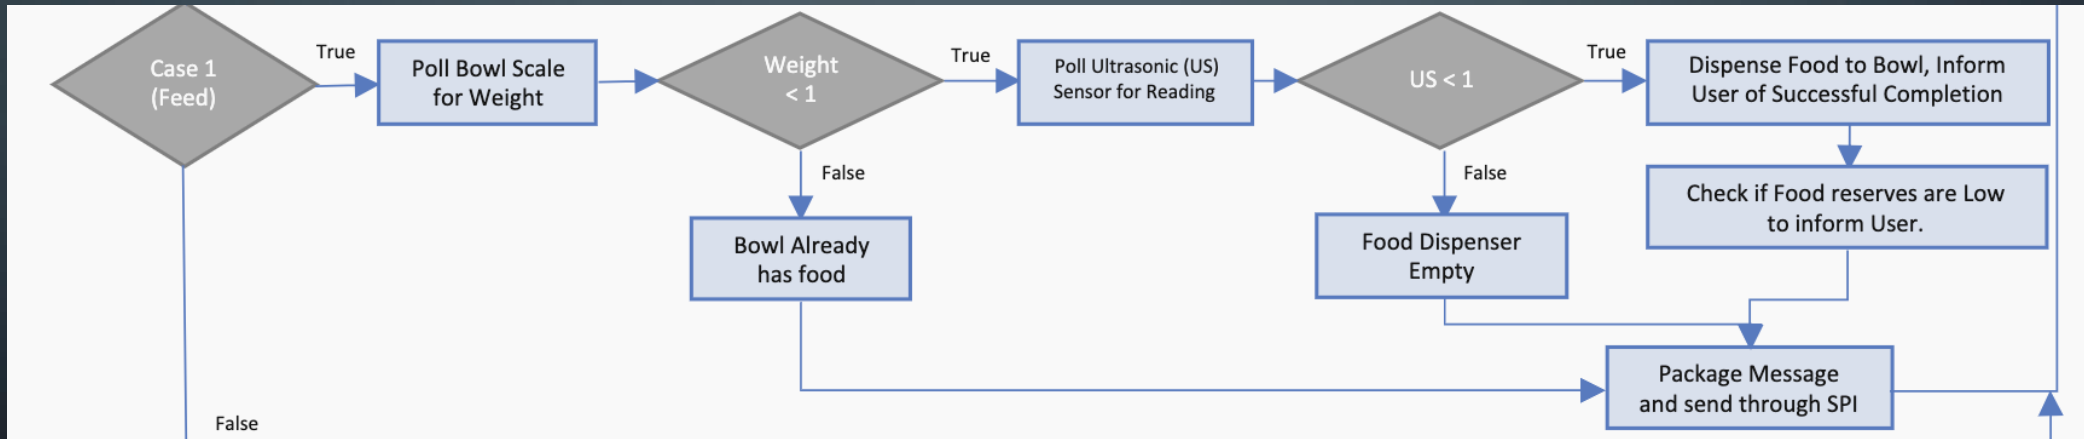 Case 1
(Feed)
True
Poll Bowl Scale
for Weight
Weight
< 1
True
Poll Ultrasonic (US)
Sensor for Reading
US < 1
True
Dispense Food to Bowl, Inform
User of Successful Completion
False
Bowl Already
has food
False
Food Dispenser
Empty
Check if Food reserves are Low
to inform User.
Package Message
and send through SPI
False